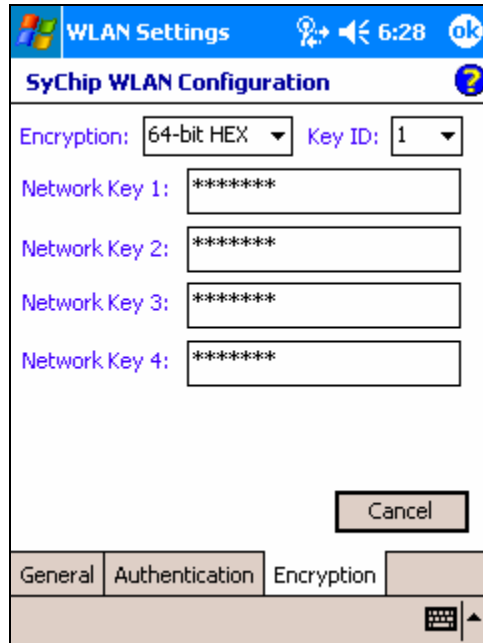 WLAN Settings 6:28 ok
SyChip WLAN Configuration ?
Encryption: 64-bit HEX Key ID: 1
Network Key 1: *******
Network Key 2: *******
Network Key 3: *******
Network Key 4: *******
Cancel
General Authentication Encryption